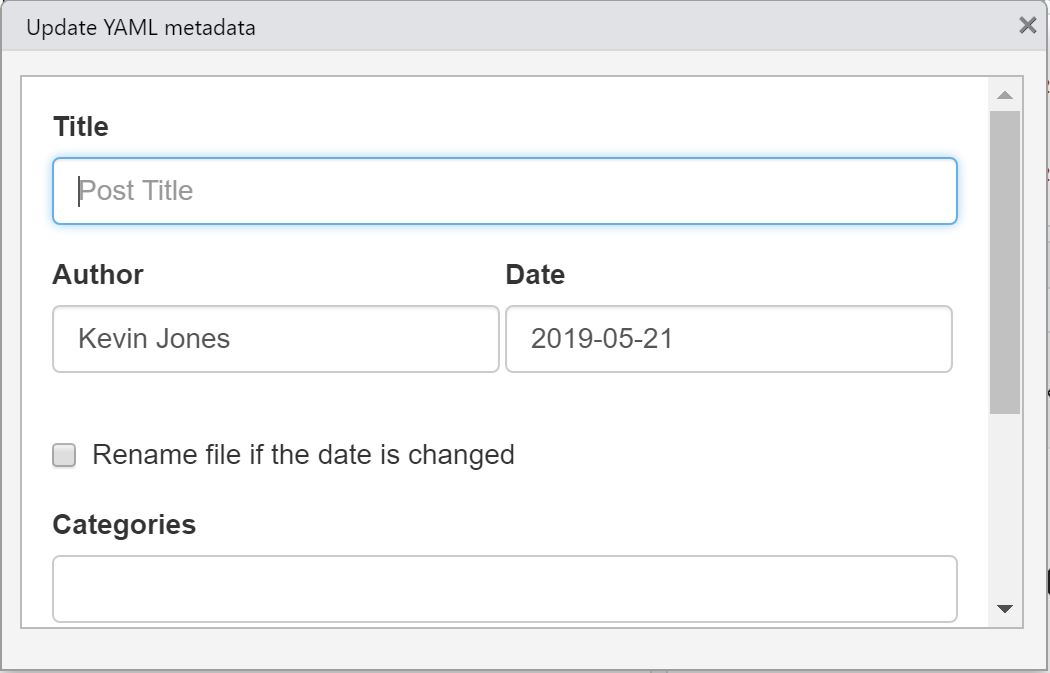 Update YAML metadata
Title
Post Title
Author Date
Kevin Jones 2019-05-21
Rename file if the date is changed
Categories